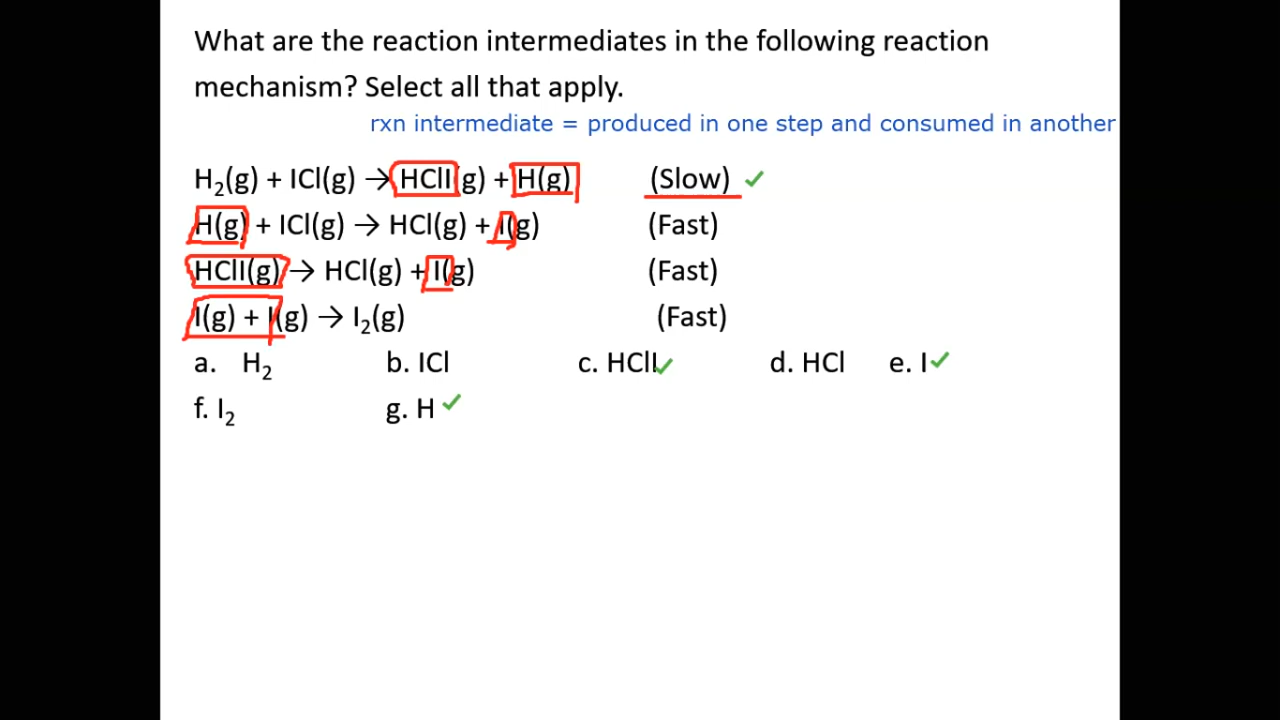 What are the reaction intermediates in the following reaction
mechanism? Select all that apply.
rxn intermediate = produced in one step and consumed in another
H₂(g) + ICl(g) → HClI(g) + H(g) (Slow) ✓
H(g) + ICl(g) → HCl(g) + I(g) (Fast)
HClI(g) → HCl(g) + I(g) (Fast)
I(g) + I(g) → I₂(g) (Fast)
a. H₂ b. ICl c. HClI ✓ d. HCl e. I ✓
f. I₂ g. H ✓